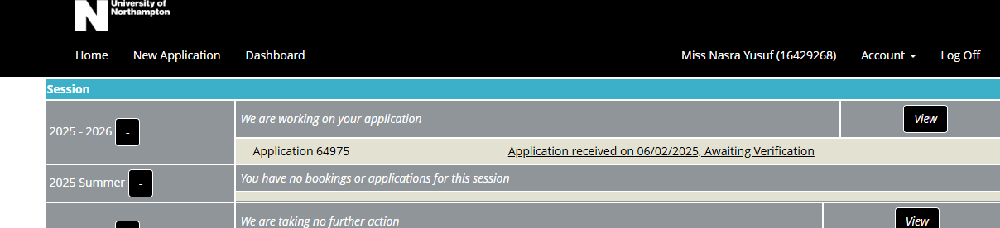 University of
Northampton
Home New Application Dashboard Miss Nasra Yusuf (16429268) Account Log Off
Session
2025 - 2026 - We are working on your application View
Application 64975 Application received on 06/02/2025, Awaiting Verification
2025 Summer - You have no bookings or applications for this session
We are taking no further action View